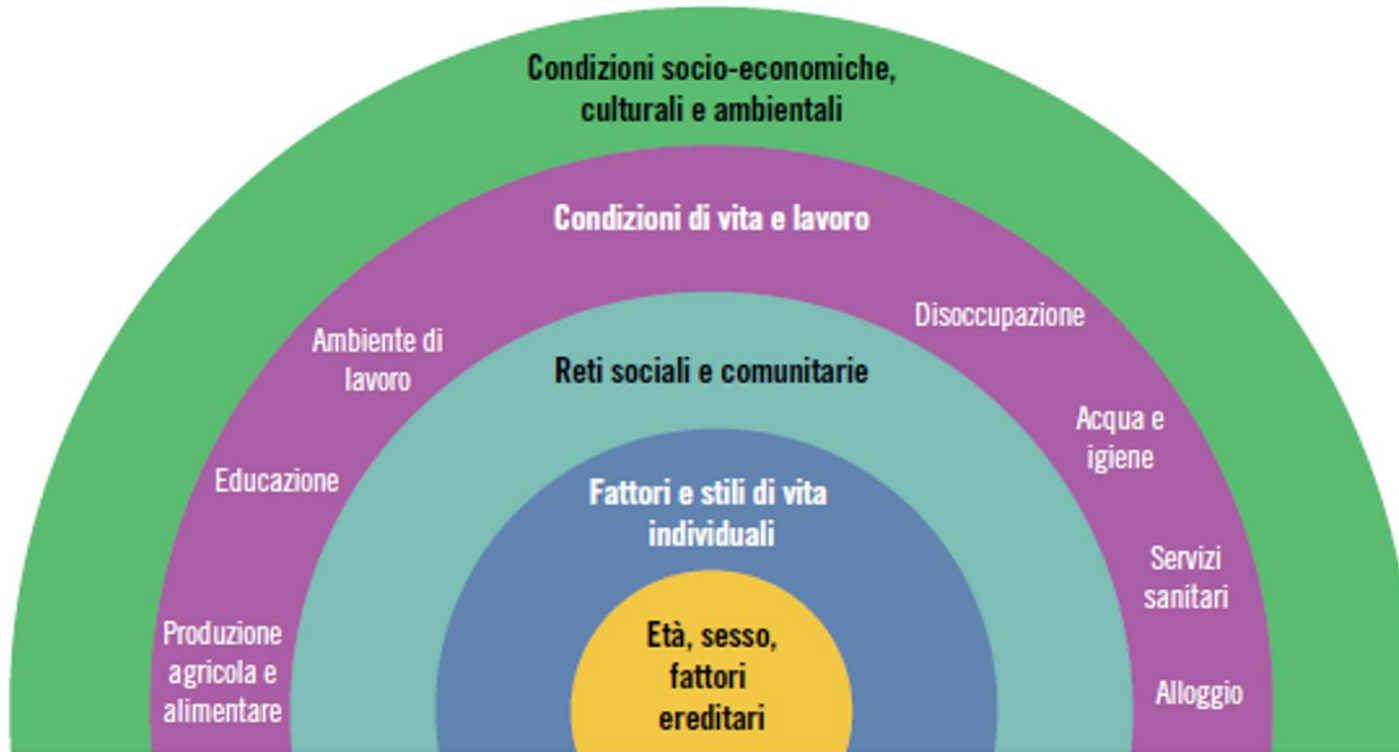 Condizioni socio-economiche,
culturali e ambientali
Condizioni di vita e lavoro
Disoccupazione
Ambiente di
lavoro
Reti sociali e comunitarie
Acqua e
igiene
Educazione
Fattori e stili di vita
individuali
Servizi
sanitari
Produzione
agricola e
alimentare
Età, sesso,
fattori
ereditari
Alloggio